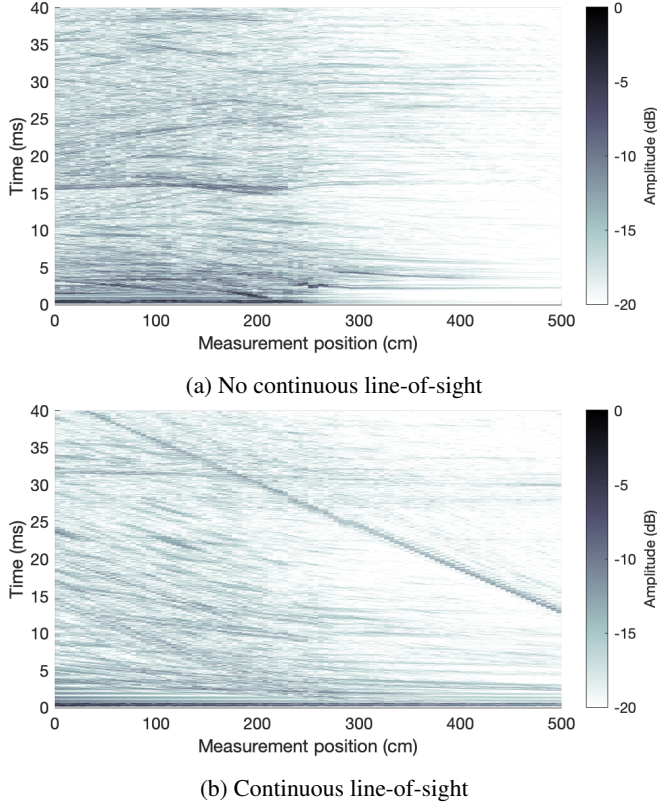 40
35
30
25
20
15
10
5
0
Time (ms)
0 100 200 300 400 500
Measurement position (cm)
0
-5
-10
-15
-20
Amplitude (dB)
(a) No continuous line-of-sight
40
35
30
25
20
15
10
5
0
Time (ms)
0 100 200 300 400 500
Measurement position (cm)
0
-5
-10
-15
-20
Amplitude (dB)
(b) Continuous line-of-sight